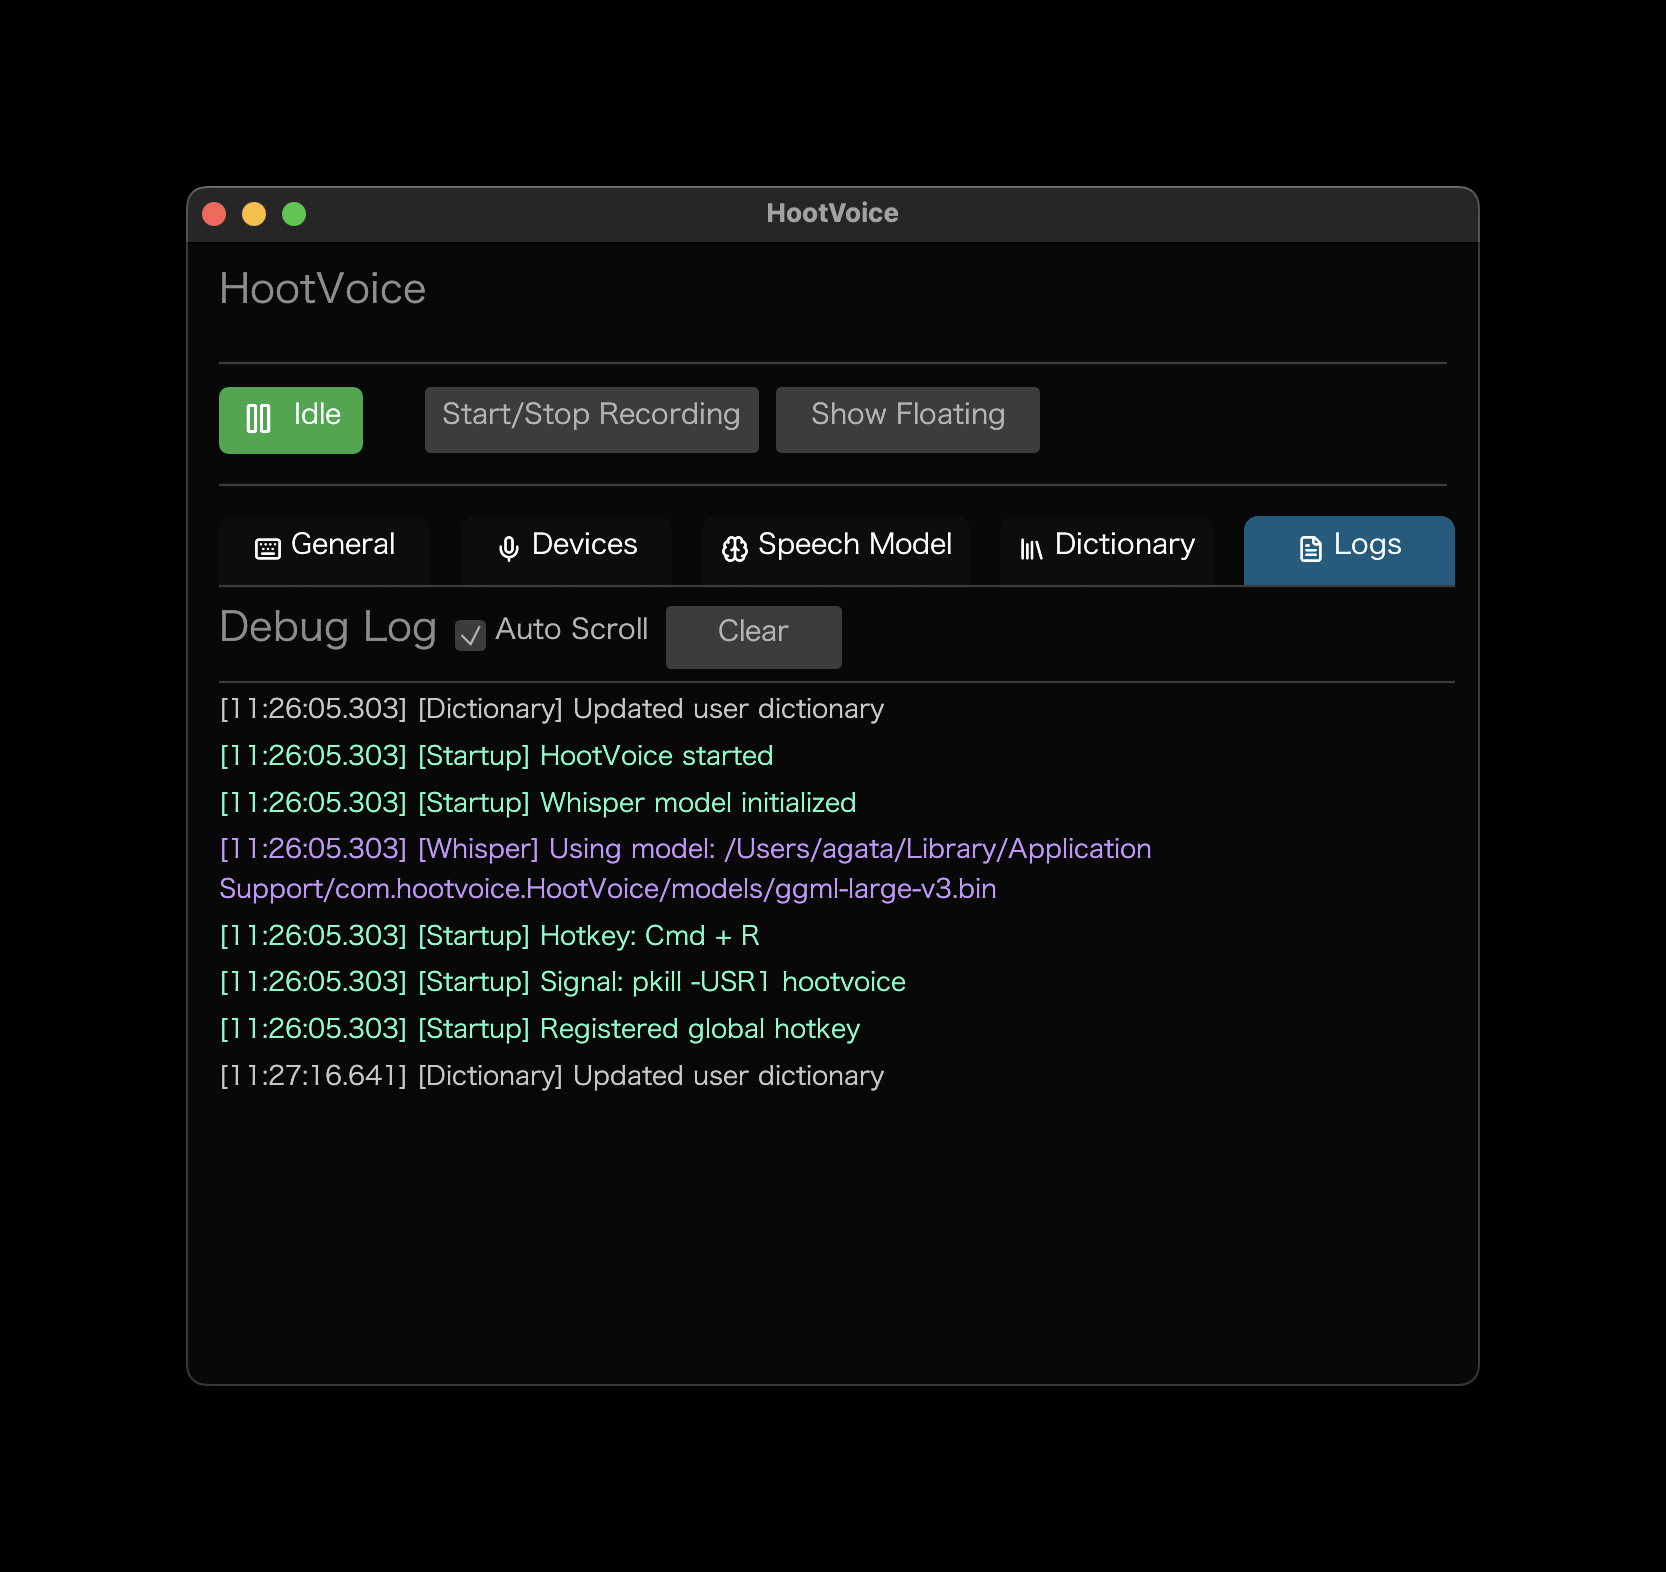 HootVoice
HootVoice
Idle
Start/Stop Recording
Show Floating
General
Devices
Speech Model
Dictionary
Logs
Debug Log
Auto Scroll
Clear
[11:26:05.303] [Dictionary] Updated user dictionary
[11:26:05.303] [Startup] HootVoice started
[11:26:05.303] [Startup] Whisper model initialized
[11:26:05.303] [Whisper] Using model: /Users/agata/Library/Application
Support/com.hootvoice.HootVoice/models/ggml-large-v3.bin
[11:26:05.303] [Startup] Hotkey: Cmd + R
[11:26:05.303] [Startup] Signal: pkill -USR1 hootvoice
[11:26:05.303] [Startup] Registered global hotkey
[11:27:16.641] [Dictionary] Updated user dictionary